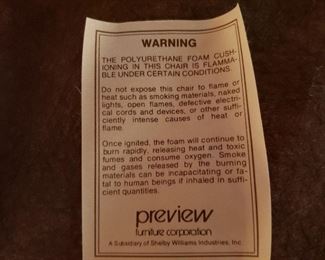 WARNING
THE POLYURETHANE FOAM CUSH-
IONING IN THIS CHAIR IS FLAMMA-
BLE UNDER CERTAIN CONDITIONS.
Do not expose this chair to flame or
heat such as smoking materials, naked
lights, open flames, defective electri-
cal cords and devices, or other suffi-
ciently intense causes of heat or
flame.
Once ignited, the foam will continue to
burn rapidly, releasing heat and toxic
fumes and consume oxygen. Smoke
and gases released by the burning
materials can be incapacitating or fa-
tal to human beings if inhaled in suffi-
cient quantities.
preview
furniture corporation
A Subsidiary of Shelby Williams Industries, Inc.